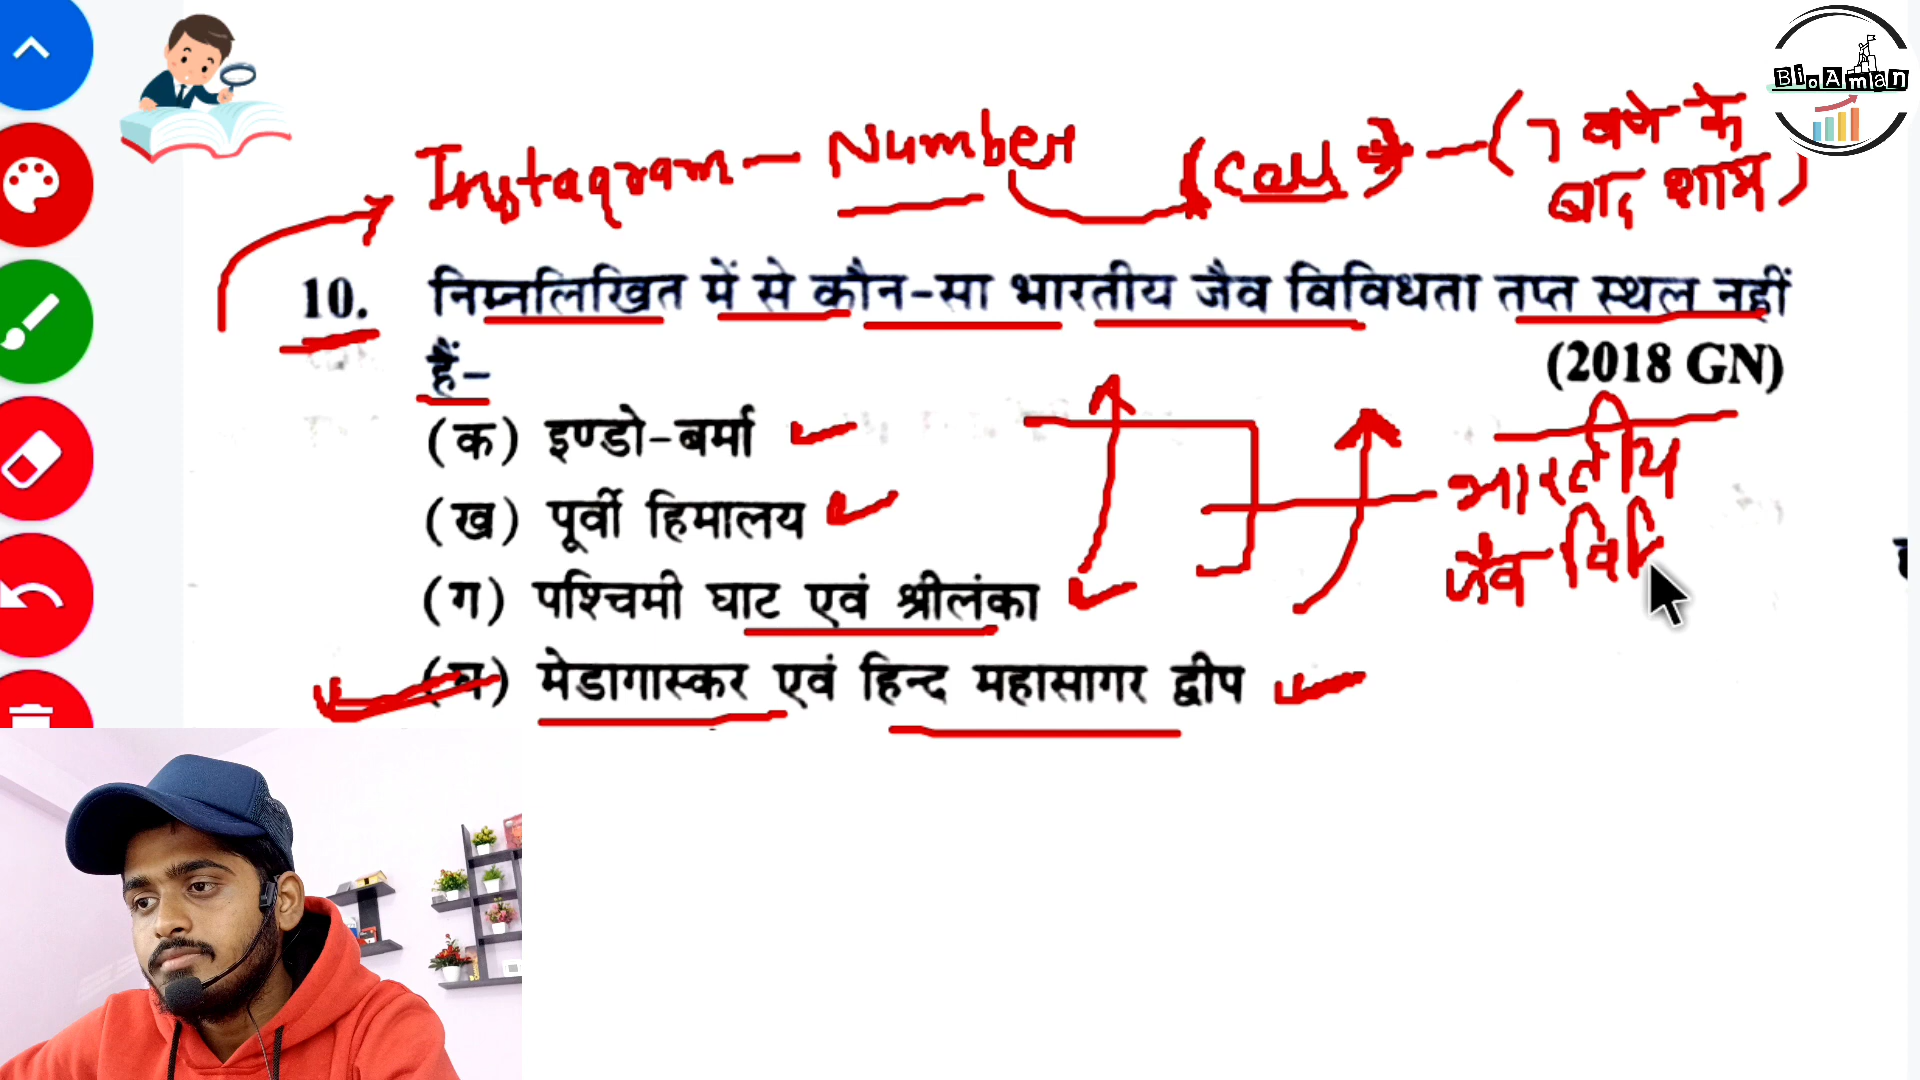 BioAman
Instagram - Number (Call) - (7 बजे के
बाद शाम)
10. निम्नलिखित में से कौन-सा भारतीय जैव विविधता तप्त स्थल नहीं
हैं-
(2018 GN)
(क) इण्डो-बर्मा
(ख) पूर्वी हिमालय
(ग) पश्चिमी घाट एवं श्रीलंका
(घ) मेडागास्कर एवं हिन्द महासागर द्वीप
भारतीय
जैव वि